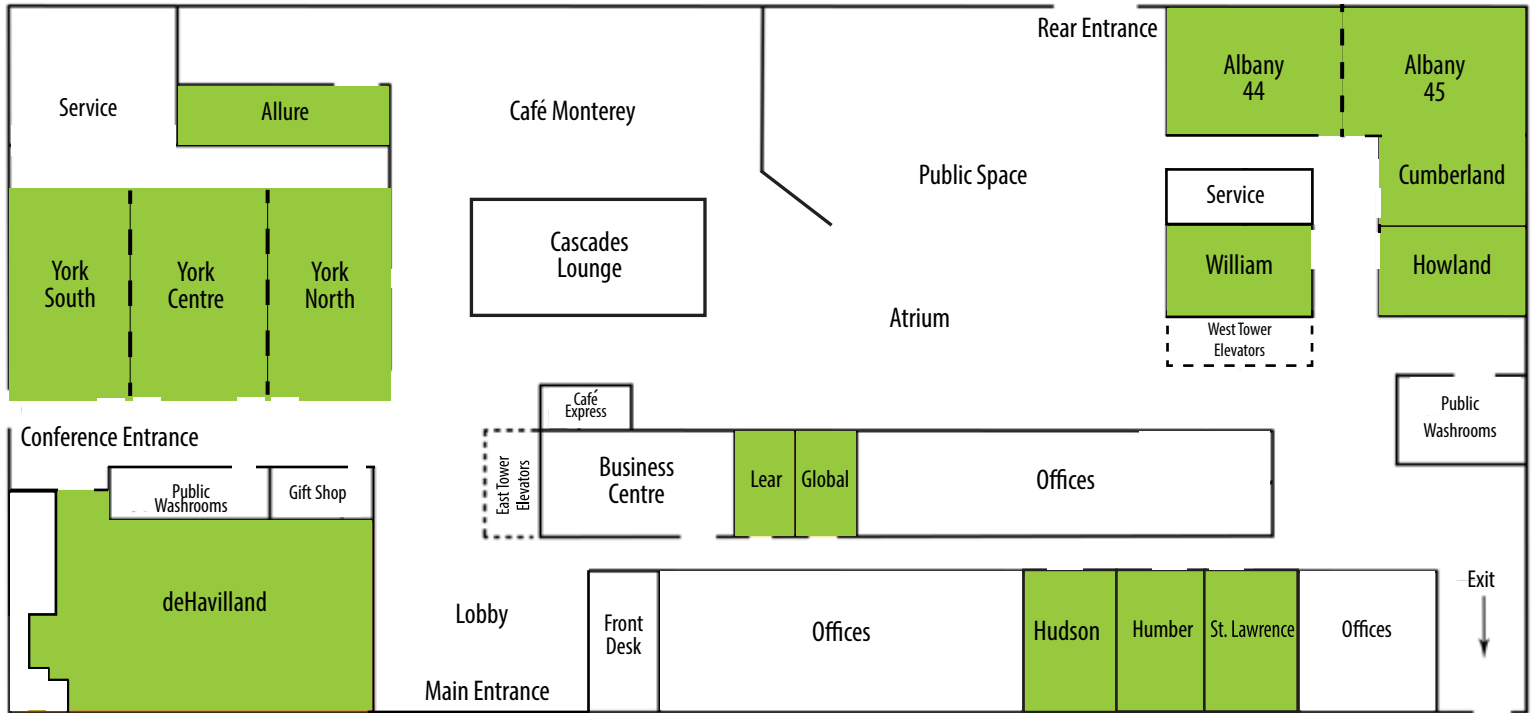 Rear Entrance
Albany
44
Albany
45
Service
Allure
Café Monterey
Public Space
Cumberland
Service
Cascades
Lounge
York
South
York
Centre
York
North
William
Howland
Atrium
West Tower
Elevators
Café
Express
Public
Washrooms
Conference Entrance
Public
Washrooms
Gift Shop
East Tower
Elevators
Business
Centre
Lear
Global
Offices
deHavilland
Lobby
Front
Desk
Offices
Hudson
Humber
St. Lawrence
Offices
Exit
Main Entrance